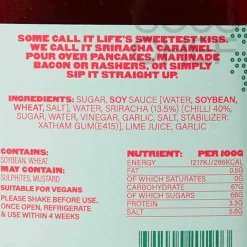 SOME CALL IT LIFE'S SWEETEST KISS.
WE CALL IT SRIRACHA CARAMEL.
POUR OVER PANCAKES, MARINADE
BACON OR RASHERS, OR SIMPLY
SIP IT STRAIGHT UP.
INGREDIENTS: SUGAR, SOY SAUCE [WATER, SOYBEAN,
WHEAT, SALT], WATER, SRIRACHA (13.5%) [CHILLI 40%,
SUGAR, WATER, VINEGAR, GARLIC, SALT, STABILIZER:
XATHAM GUM(E415)], LIME JUICE, GARLIC
CONTAINS:
SOYBEAN, WHEAT.
MAY CONTAIN:
SULPHITES, MUSTARD
SUITABLE FOR VEGANS
PLEASE SHAKE BEFORE USE.
ONCE OPEN, REFRIGERATE
& USE WITHIN 4 WEEKS
NUTRITION: PER 100G
ENERGY 1217KJ/288KCAL
FAT 0.5G
OF WHICH SATURATES 0G
CARBOHYDRATE 67G
OF WHICH SUGARS 66G
PROTEIN 3.3G
SALT 5.8G